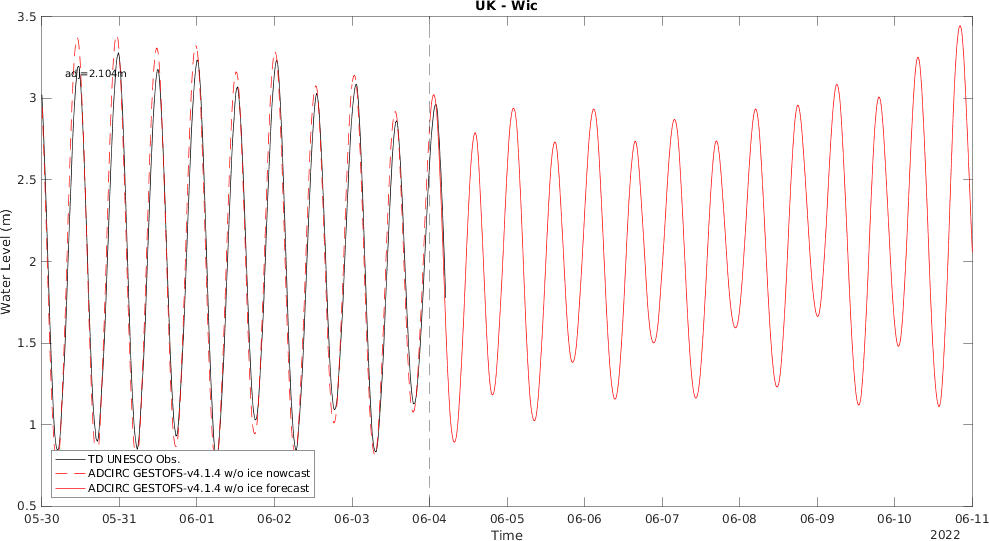 UK - Wic
3.5
adj=2.104m
3
2.5
2
1.5
1
0.5
Water Level (m)
TD UNESCO Obs.
ADCIRC GESTOFS-v4.1.4 w/o ice nowcast
ADCIRC GESTOFS-v4.1.4 w/o ice forecast
05-30 05-31 06-01 06-02 06-03 06-04 06-05 06-06 06-07 06-08 06-09 06-10 06-11
Time
2022